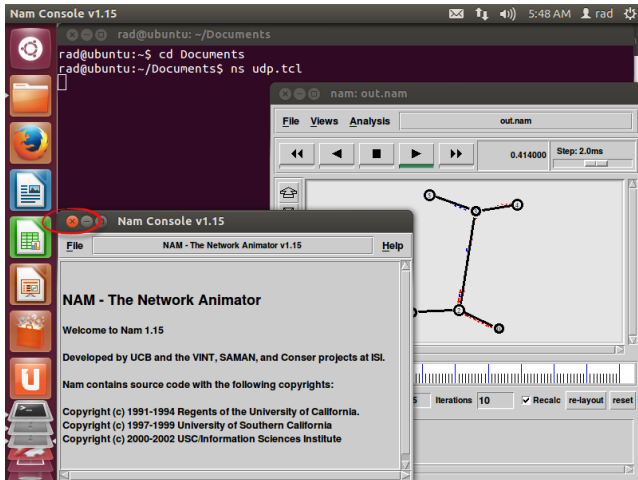 Nam Console v1.15
5:48 AM
rad
rad@ubuntu: ~/Documents
rad@ubuntu:~$ cd Documents
rad@ubuntu:~/Documents$ ns udp.tcl
nam: out.nam
File Views Analysis out.nam
0.414000 Step: 2.0ms
Nam Console v1.15
File NAM - The Network Animator v1.15 Help
NAM - The Network Animator
Welcome to Nam 1.15
Developed by UCB and the VINT, SAMAN, and Conser projects at ISI.
Nam contains source code with the following copyrights:
Copyright (c) 1991-1994 Regents of the University of California.
Copyright (c) 1997-1999 University of Southern California
Copyright (c) 2000-2002 USC/Information Sciences Institute
Iterations 10 Recalc re-layout reset